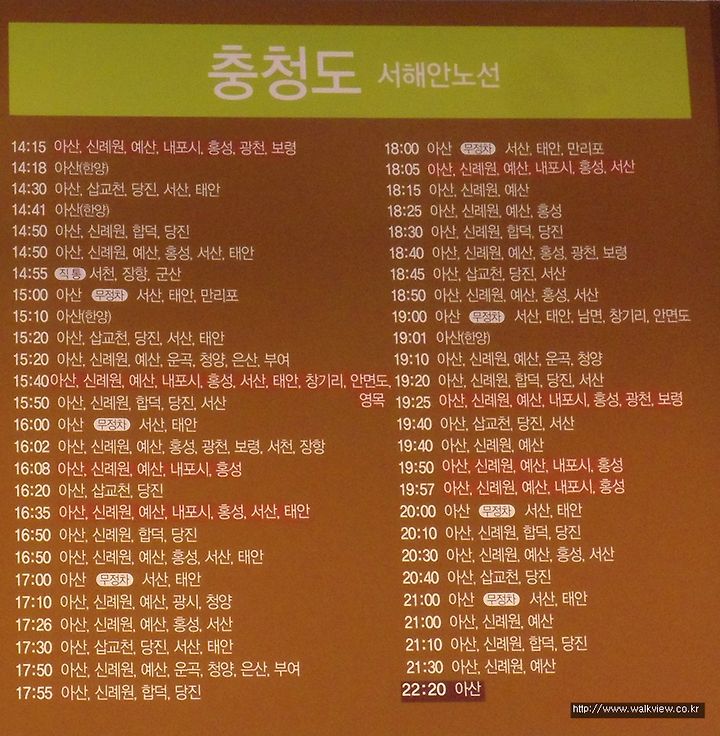 충청도 서해안노선
14:15 아산, 신례원, 예산, 내포시, 홍성, 광천, 보령
14:18 아산(한양)
14:30 아산, 삽교천, 당진, 서산, 태안
14:41 아산(한양)
14:50 아산, 신례원, 합덕, 당진
14:50 아산, 신례원, 예산, 홍성, 서산, 태안
14:55 직통 서천, 장항, 군산
15:00 아산 무정차 서산, 태안, 만리포
15:10 아산(한양)
15:20 아산, 삽교천, 당진, 서산, 태안
15:20 아산, 신례원, 예산, 운곡, 청양, 은산, 부여
15:40 아산, 신례원, 예산, 내포시, 홍성, 서산, 태안, 창기리, 안면도,
영목
15:50 아산, 신례원, 합덕, 당진, 서산
16:00 아산 무정차 서산, 태안
16:02 아산, 신례원, 예산, 홍성, 광천, 보령, 서천, 장항
16:08 아산, 신례원, 예산, 내포시, 홍성
16:20 아산, 삽교천, 당진
16:35 아산, 신례원, 예산, 내포시, 홍성, 서산, 태안
16:50 아산, 신례원, 합덕, 당진
16:50 아산, 신례원, 예산, 홍성, 서산, 태안
17:00 아산 무정차 서산, 태안
17:10 아산, 신례원, 예산, 광시, 청양
17:26 아산, 신례원, 예산, 홍성, 서산
17:30 아산, 삽교천, 당진, 서산, 태안
17:50 아산, 신례원, 예산, 운곡, 청양, 은산, 부여
17:55 아산, 신례원, 합덕, 당진
18:00 아산 무정차 서산, 태안, 만리포
18:05 아산, 신례원, 예산, 내포시, 홍성, 서산
18:15 아산, 신례원, 예산
18:25 아산, 신례원, 예산, 홍성
18:30 아산, 신례원, 합덕, 당진
18:40 아산, 신례원, 예산, 홍성, 광천, 보령
18:45 아산, 삽교천, 당진, 서산
18:50 아산, 신례원, 예산, 홍성, 서산
19:00 아산 무정차 서산, 태안, 남면, 창기리, 안면도
19:01 아산(한양)
19:10 아산, 신례원, 예산, 운곡, 청양
19:20 아산, 신례원, 합덕, 당진, 서산
19:25 아산, 신례원, 예산, 내포시, 홍성, 광천, 보령
19:40 아산, 삽교천, 당진, 서산
19:40 아산, 신례원, 예산
19:50 아산, 신례원, 예산, 내포시, 홍성
19:57 아산, 신례원, 예산, 내포시, 홍성
20:00 아산 무정차 서산, 태안
20:10 아산, 신례원, 합덕, 당진
20:30 아산, 신례원, 예산, 홍성, 서산
20:40 아산, 삽교천, 당진
21:00 아산 무정차 서산, 태안
21:00 아산, 신례원, 예산
21:10 아산, 신례원, 합덕, 당진
21:30 아산, 신례원, 예산
22:20 아산
http://www.walkview.co.kr